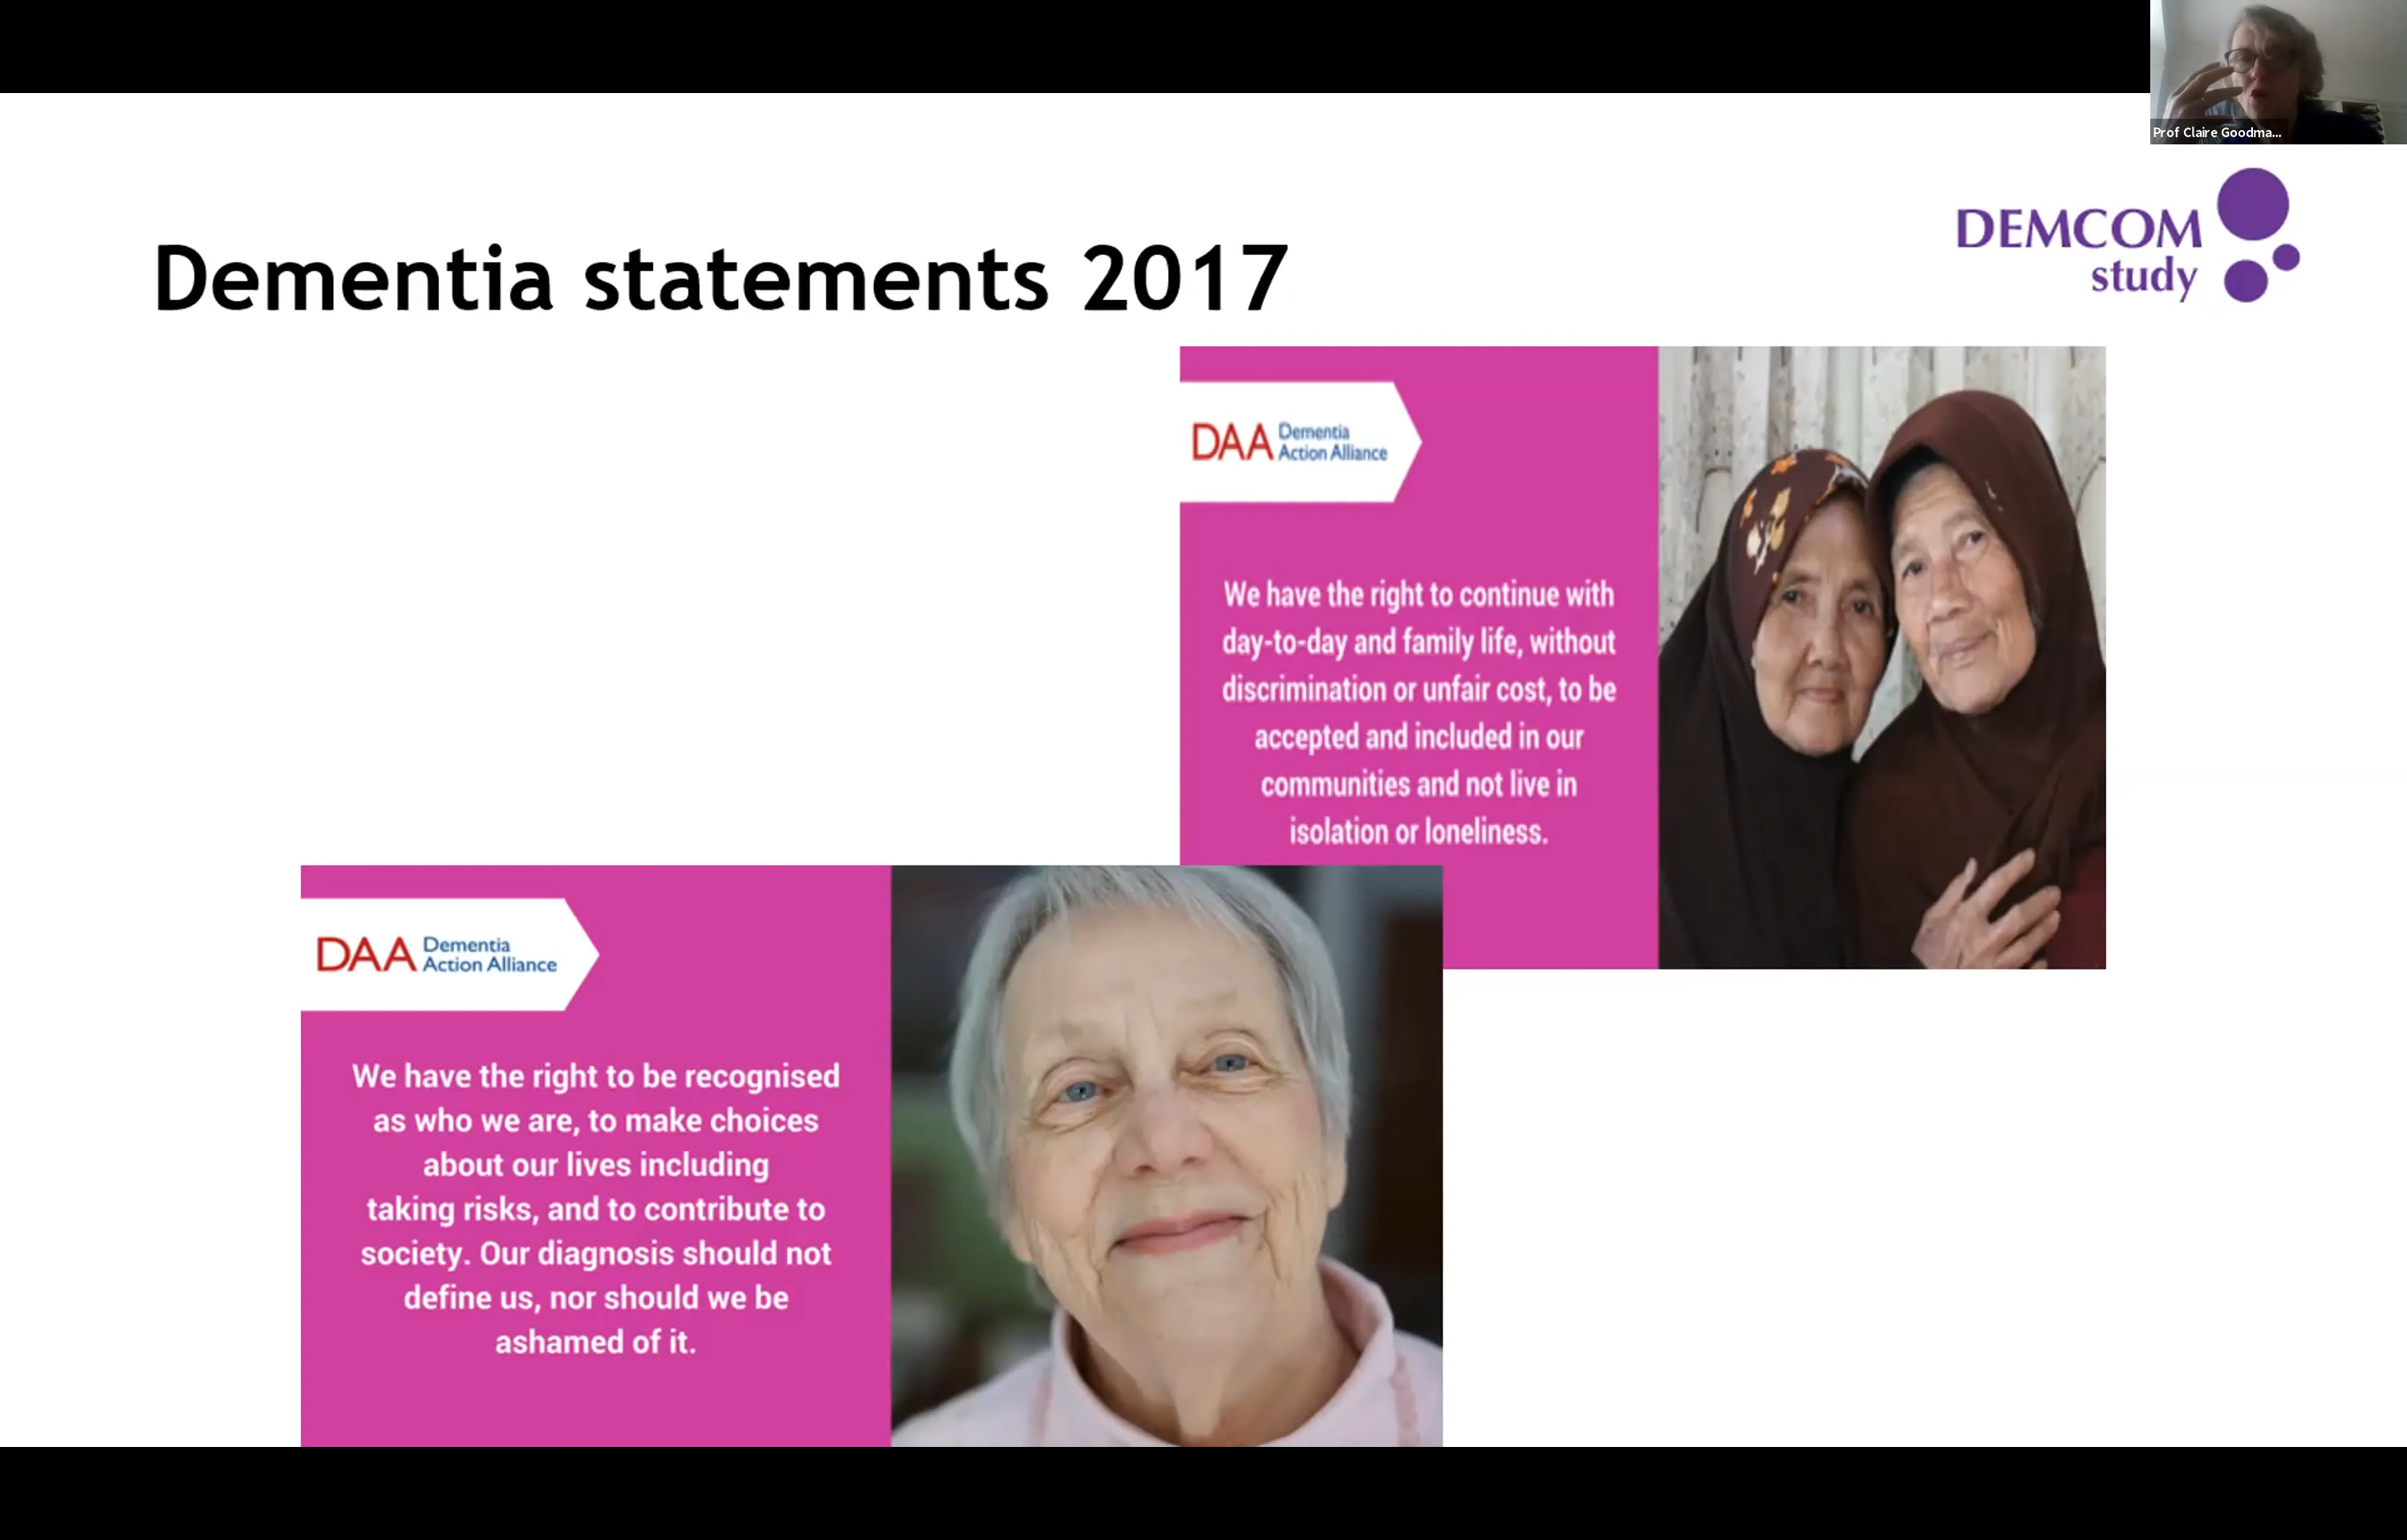 Prof Claire Goodma...
DEMCOM
study
Dementia statements 2017
DAA Dementia
Action Alliance
We have the right to continue with
day-to-day and family life, without
discrimination or unfair cost, to be
accepted and included in our
communities and not live in
isolation or loneliness.
DAA Dementia
Action Alliance
We have the right to be recognised
as who we are, to make choices
about our lives including
taking risks, and to contribute to
society. Our diagnosis should not
define us, nor should we be
ashamed of it.